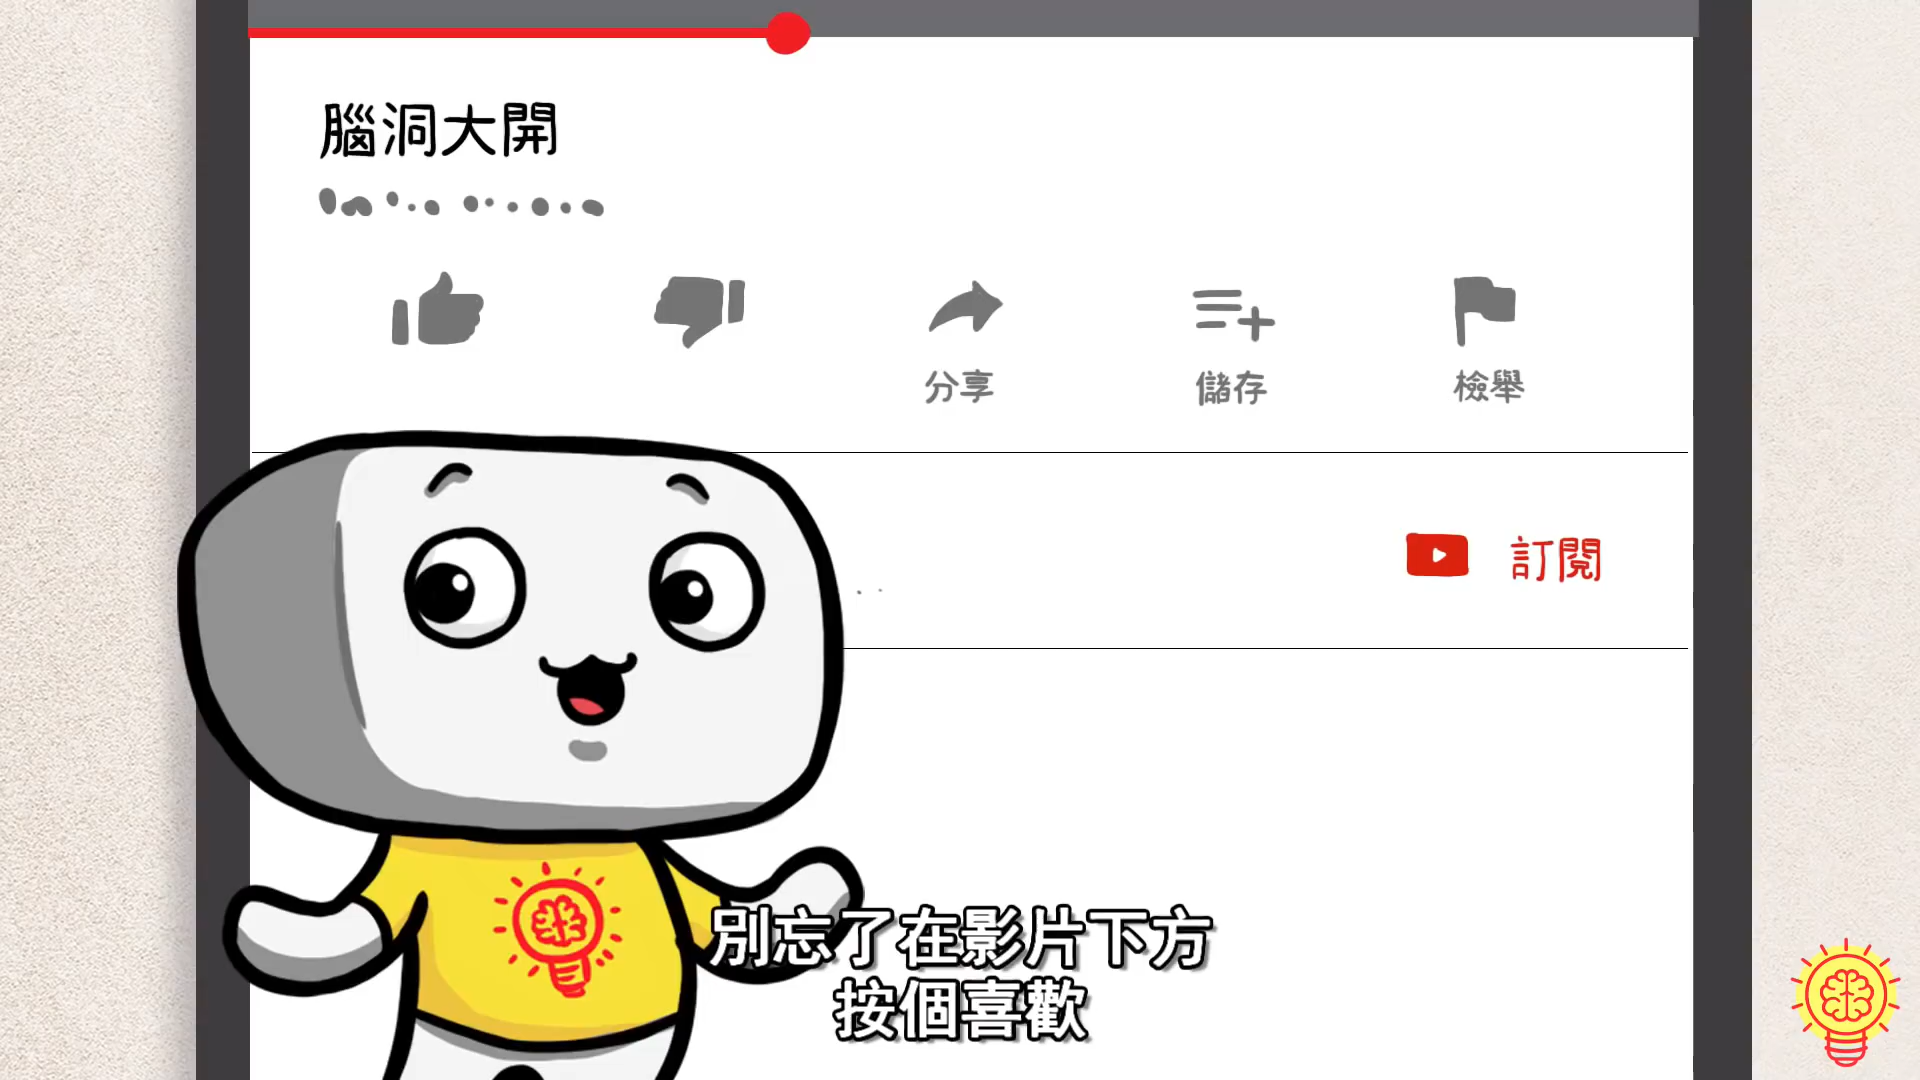 腦洞大開
分享
儲存
檢舉
訂閱
別忘了在影片下方
按個喜歡